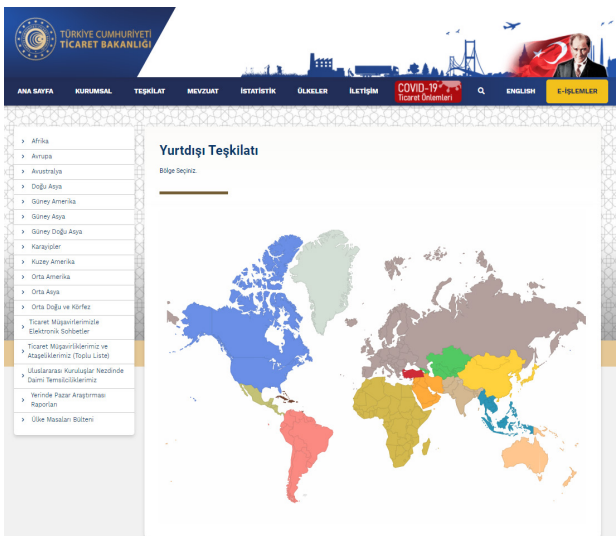 TÜRKİYE CUMHURİYETİ
TİCARET BAKANLIĞI
ANA SAYFA KURUMSAL TEŞKİLAT MEVZUAT İSTATİSTİK ÜLKELER İLETİŞİM COVID-19 Ticaret Önlemleri ENGLISH E-İŞLEMLER
Afrika
Avrupa
Avustralya
Doğu Asya
Güney Amerika
Güney Asya
Güney Doğu Asya
Karayipler
Kuzey Amerika
Orta Amerika
Orta Asya
Orta Doğu ve Körfez
Ticaret Müşavirlerimizle
Elektronik Sohbetler
Ticaret Müşavirliklerimiz ve
Ataşeliklerimiz (Toplu Liste)
Uluslararası Kuruluşlar Nezdinde
Daimi Temsilciliklerimiz
Yerinde Pazar Araştırması
Raporları
Ülke Masaları Bülteni
Yurtdışı Teşkilatı
Bölge Seçiniz.